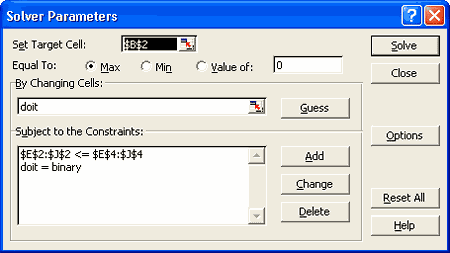 Solver Parameters
Set Target Cell: $B$2 Solve
Equal To: Max Min Value of: 0
Close
By Changing Cells:
doit Guess
Subject to the Constraints: Options
$E$2:$J$2 <= $E$4:$J$4 Add
doit = binary
Change
Reset All
Delete
Help